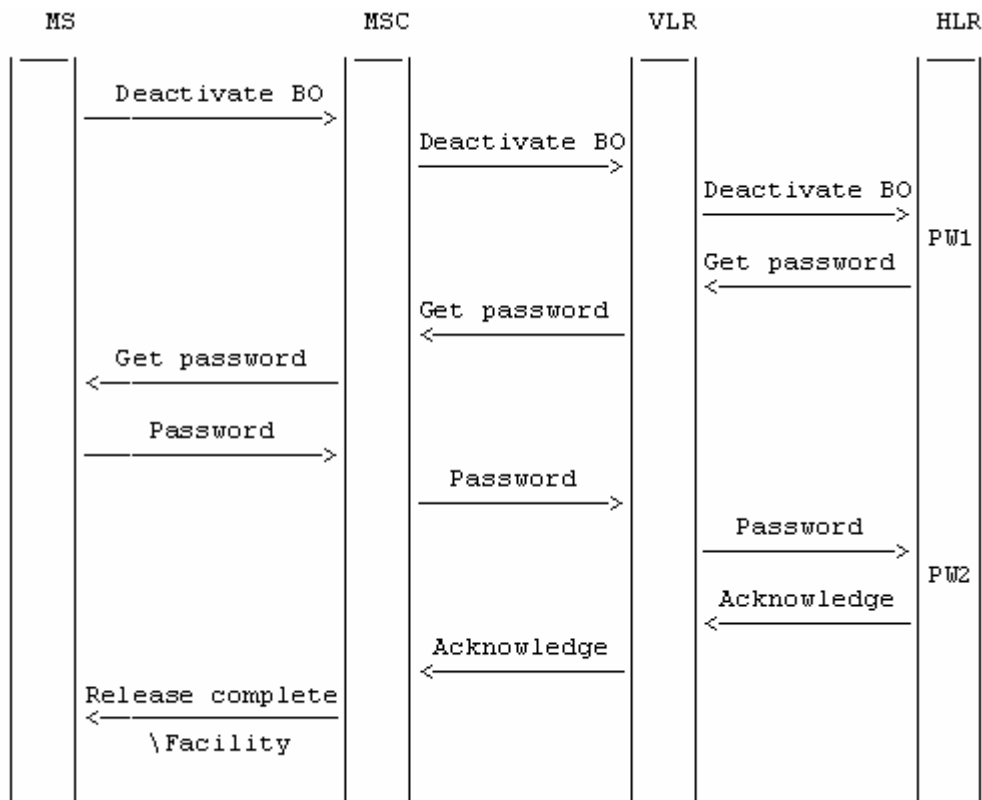 MS MSC VLR HLR
Deactivate BO
Deactivate BO
Deactivate BO
PW1
Get password
Get password
Get password
Password
Password
Password
PW2
Acknowledge
Acknowledge
Release complete
\Facility